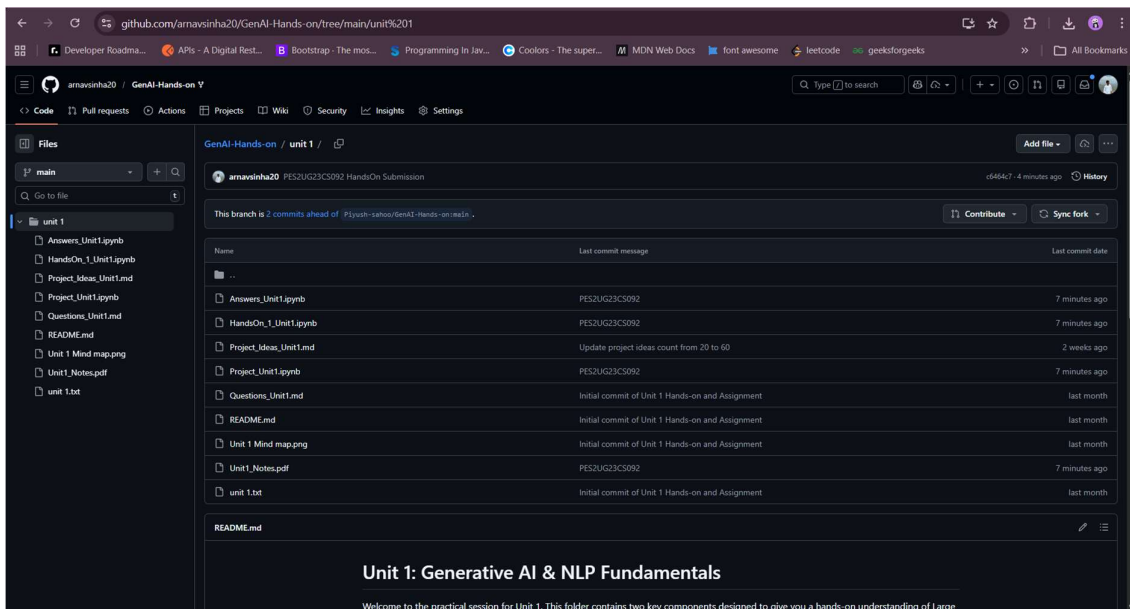 github.com/arnavsinha20/GenAI-Hands-on/tree/main/unit%201
Developer Roadma...
APIs - A Digital Rest...
Bootstrap · The mos...
Programming In Jav...
Coolors - The super...
MDN Web Docs
font awesome
leetcode
geeksforgeeks
»
All Bookmarks
arnavsinha20 / GenAI-Hands-on
Type / to search
Code
Pull requests
Actions
Projects
Wiki
Security
Insights
Settings
Files
GenAI-Hands-on / unit 1 /
Add file
main
arnavsinha20 PES2UG23CS092 HandsOn Submission
c6464c7 · 4 minutes ago
History
Go to file
t
This branch is 2 commits ahead of Piyush-sahoo/GenAI-Hands-on:main .
Contribute
Sync fork
unit 1
Answers_Unit1.ipynb
HandsOn_1_Unit1.ipynb
Project_Ideas_Unit1.md
Project_Unit1.ipynb
Questions_Unit1.md
README.md
Unit 1 Mind map.png
Unit1_Notes.pdf
unit 1.txt
Name Last commit message Last commit date
..
Answers_Unit1.ipynb PES2UG23CS092 7 minutes ago
HandsOn_1_Unit1.ipynb PES2UG23CS092 7 minutes ago
Project_Ideas_Unit1.md Update project ideas count from 20 to 60 2 weeks ago
Project_Unit1.ipynb PES2UG23CS092 7 minutes ago
Questions_Unit1.md Initial commit of Unit 1 Hands-on and Assignment last month
README.md Initial commit of Unit 1 Hands-on and Assignment last month
Unit 1 Mind map.png Initial commit of Unit 1 Hands-on and Assignment last month
Unit1_Notes.pdf PES2UG23CS092 7 minutes ago
unit 1.txt Initial commit of Unit 1 Hands-on and Assignment last month
README.md
Unit 1: Generative AI & NLP Fundamentals
Welcome to the practical session for Unit 1. This folder contains two key components designed to give you a hands-on understanding of Large